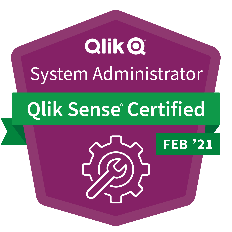 Qlik
System Administrator
Qlik Sense® Certified
FEB '21